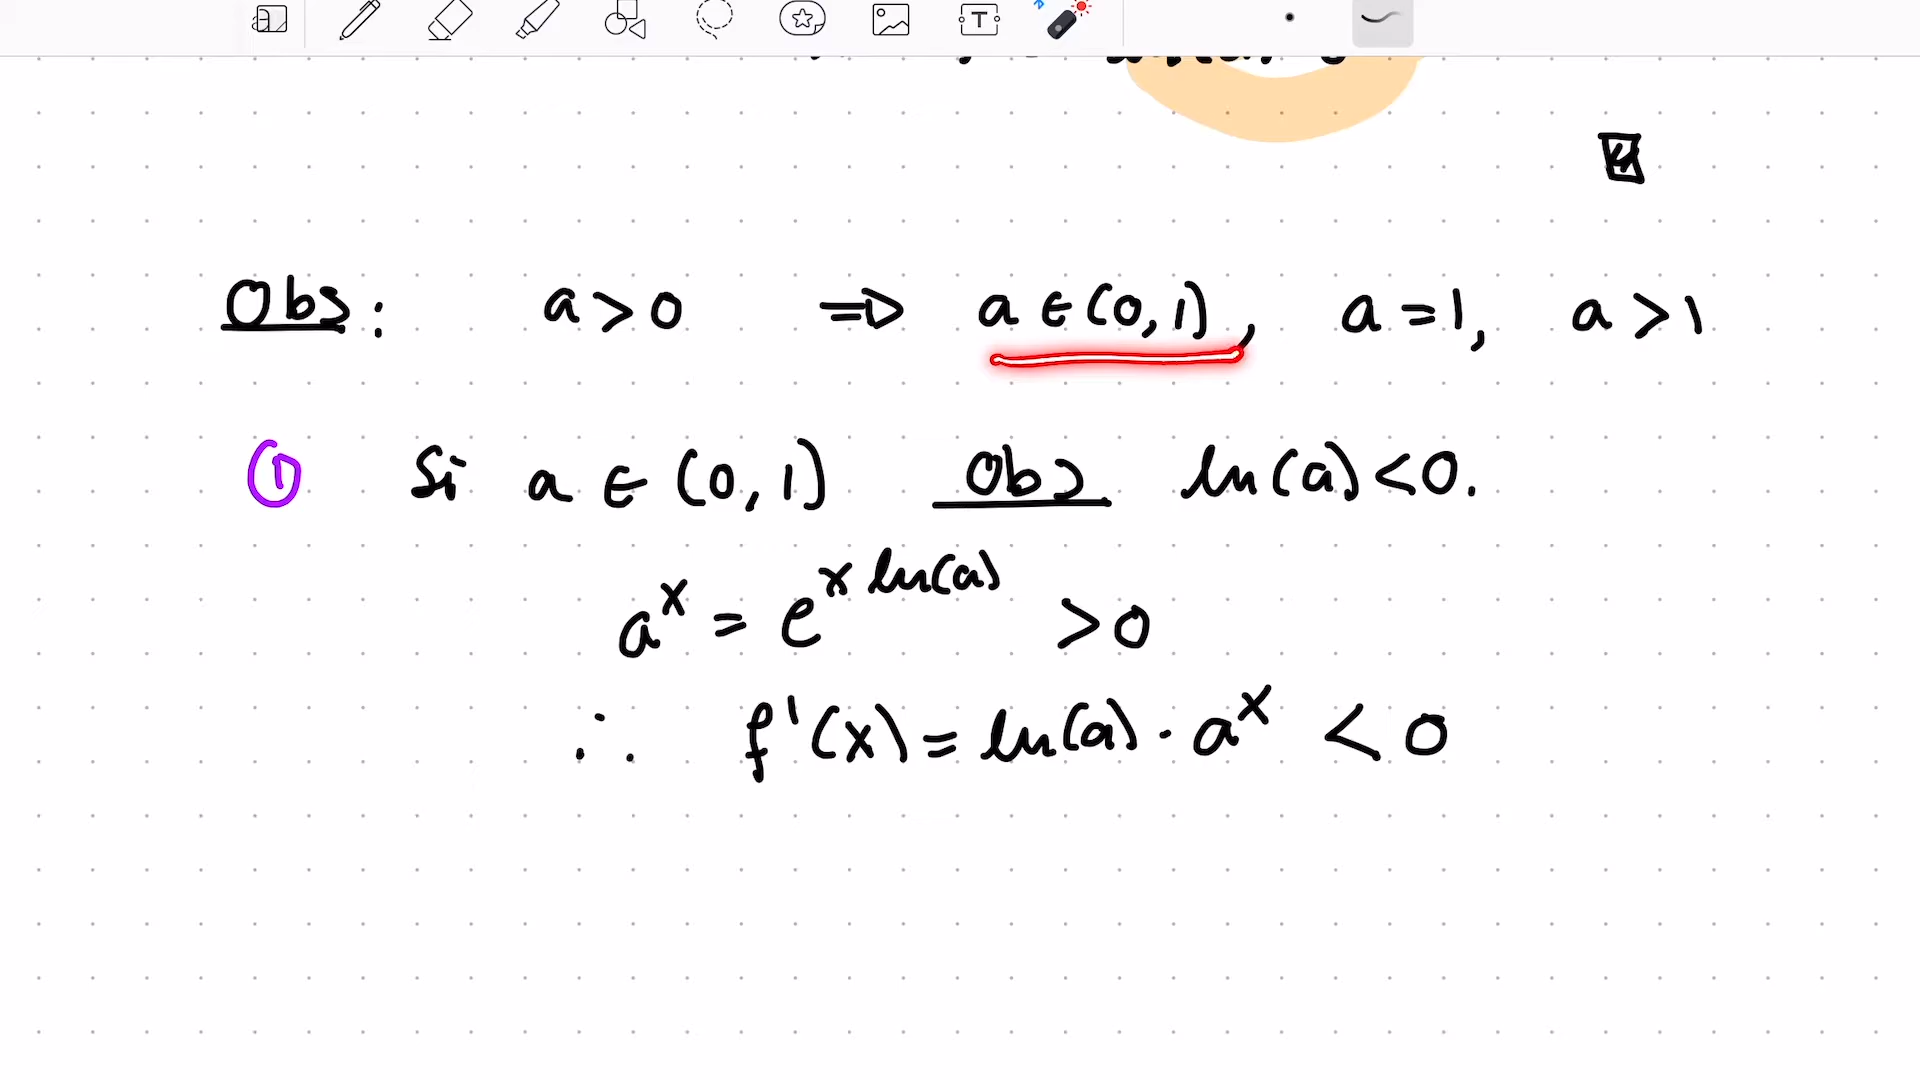 Obs: a > 0 ⇒ a ∈ (0, 1), a = 1, a > 1
① Si a ∈ (0, 1) Obs ln(a) < 0.
a^x = e^{x ln(a)} > 0
∴ f'(x) = ln(a) · a^x < 0